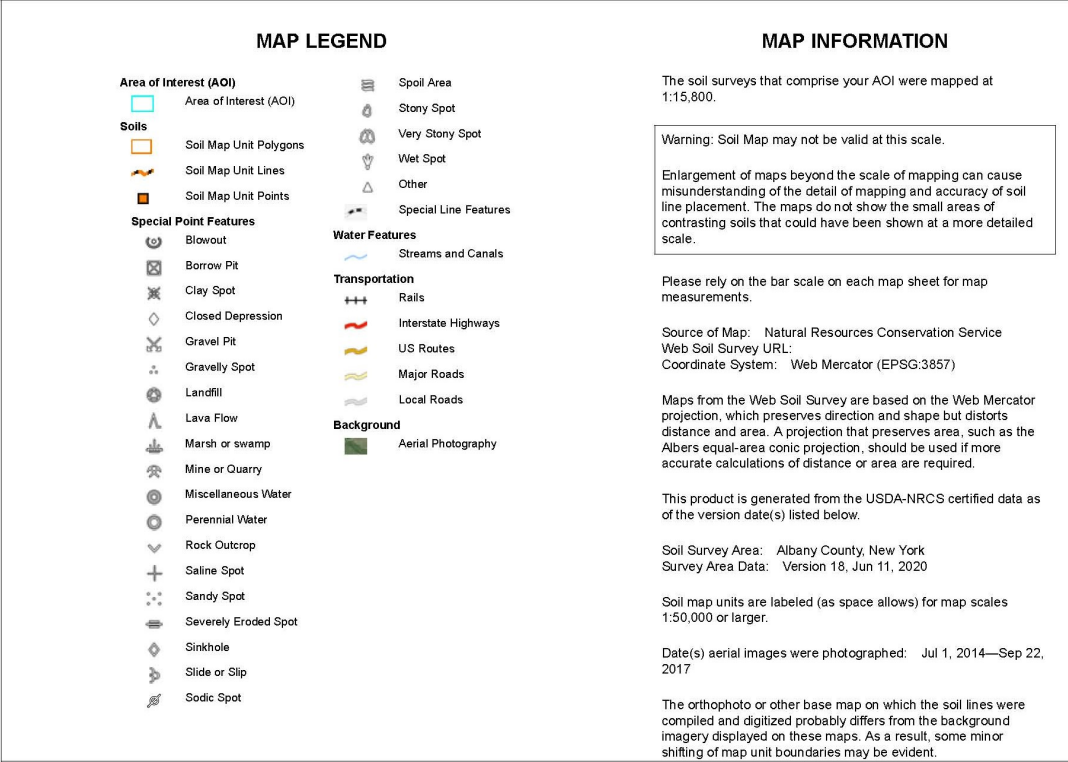 MAP LEGEND
Area of Interest (AOI)
Area of Interest (AOI)
Soils
Soil Map Unit Polygons
Soil Map Unit Lines
Soil Map Unit Points
Special Point Features
Blowout
Borrow Pit
Clay Spot
Closed Depression
Gravel Pit
Gravelly Spot
Landfill
Lava Flow
Marsh or swamp
Mine or Quarry
Miscellaneous Water
Perennial Water
Rock Outcrop
Saline Spot
Sandy Spot
Severely Eroded Spot
Sinkhole
Slide or Slip
Sodic Spot
Spoil Area
Stony Spot
Very Stony Spot
Wet Spot
Other
Special Line Features
Water Features
Streams and Canals
Transportation
Rails
Interstate Highways
US Routes
Major Roads
Local Roads
Background
Aerial Photography
MAP INFORMATION
The soil surveys that comprise your AOI were mapped at
1:15,800.
Warning: Soil Map may not be valid at this scale.
Enlargement of maps beyond the scale of mapping can cause
misunderstanding of the detail of mapping and accuracy of soil
line placement. The maps do not show the small areas of
contrasting soils that could have been shown at a more detailed
scale.
Please rely on the bar scale on each map sheet for map
measurements.
Source of Map: Natural Resources Conservation Service
Web Soil Survey URL:
Coordinate System: Web Mercator (EPSG:3857)
Maps from the Web Soil Survey are based on the Web Mercator
projection, which preserves direction and shape but distorts
distance and area. A projection that preserves area, such as the
Albers equal-area conic projection, should be used if more
accurate calculations of distance or area are required.
This product is generated from the USDA-NRCS certified data as
of the version date(s) listed below.
Soil Survey Area: Albany County, New York
Survey Area Data: Version 18, Jun 11, 2020
Soil map units are labeled (as space allows) for map scales
1:50,000 or larger.
Date(s) aerial images were photographed: Jul 1, 2014—Sep 22,
2017
The orthophoto or other base map on which the soil lines were
compiled and digitized probably differs from the background
imagery displayed on these maps. As a result, some minor
shifting of map unit boundaries may be evident.